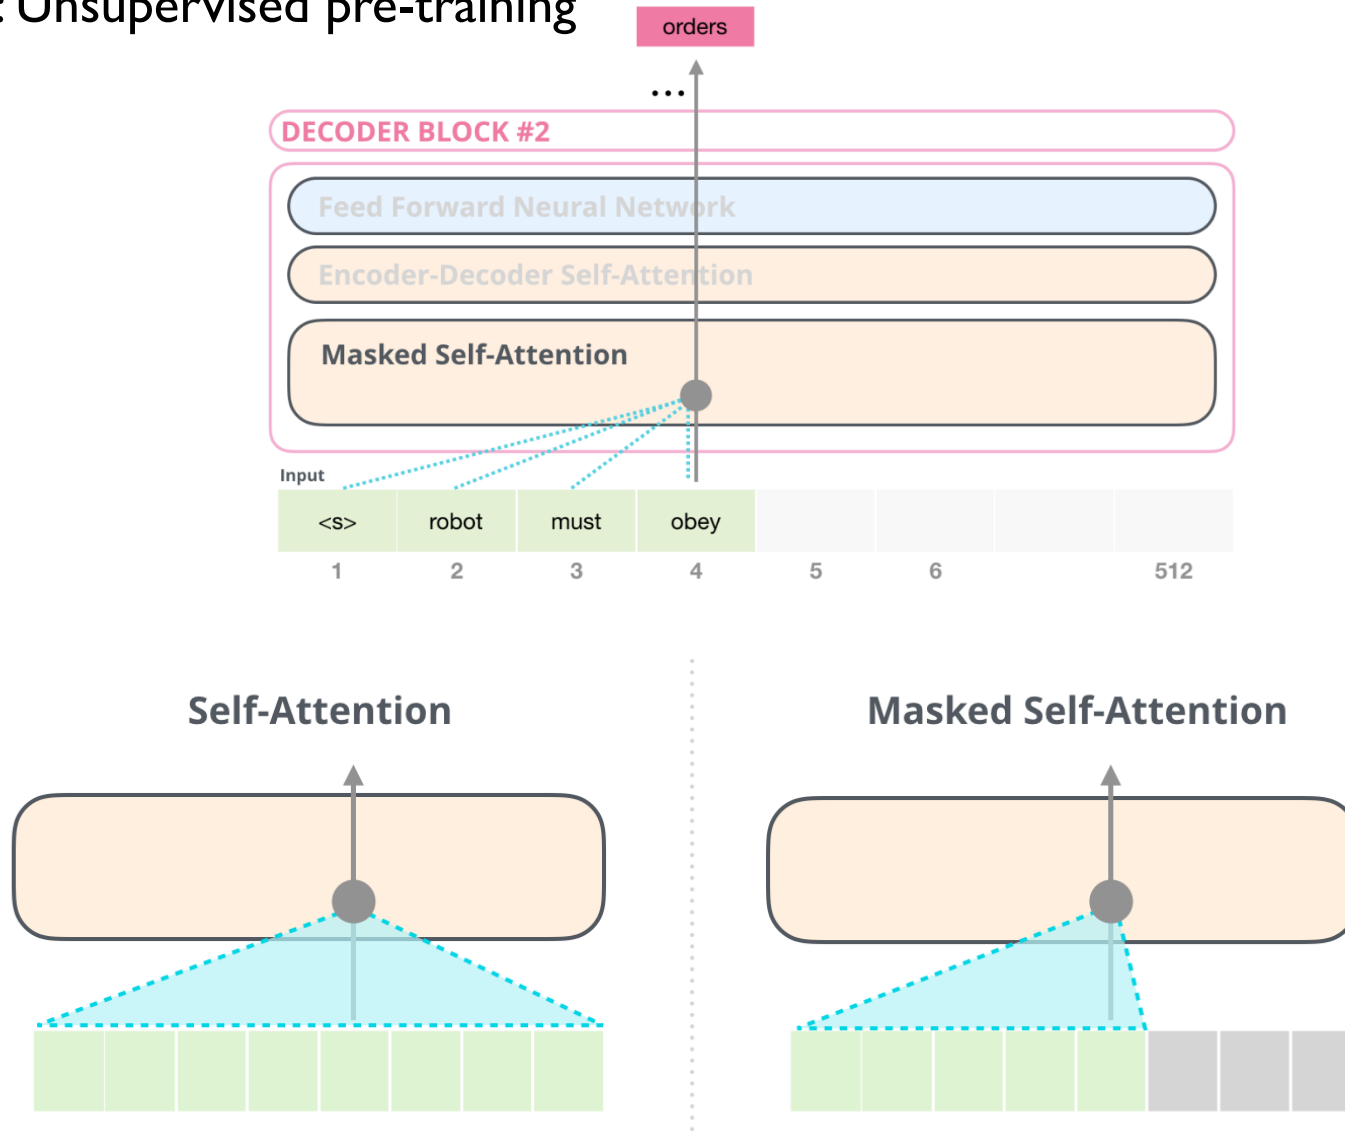 : Unsupervised pre-training
orders
...
DECODER BLOCK #2
Feed Forward Neural Network
Encoder-Decoder Self-Attention
Masked Self-Attention
Input
<s> robot must obey
1 2 3 4 5 6 512
Self-Attention
Masked Self-Attention